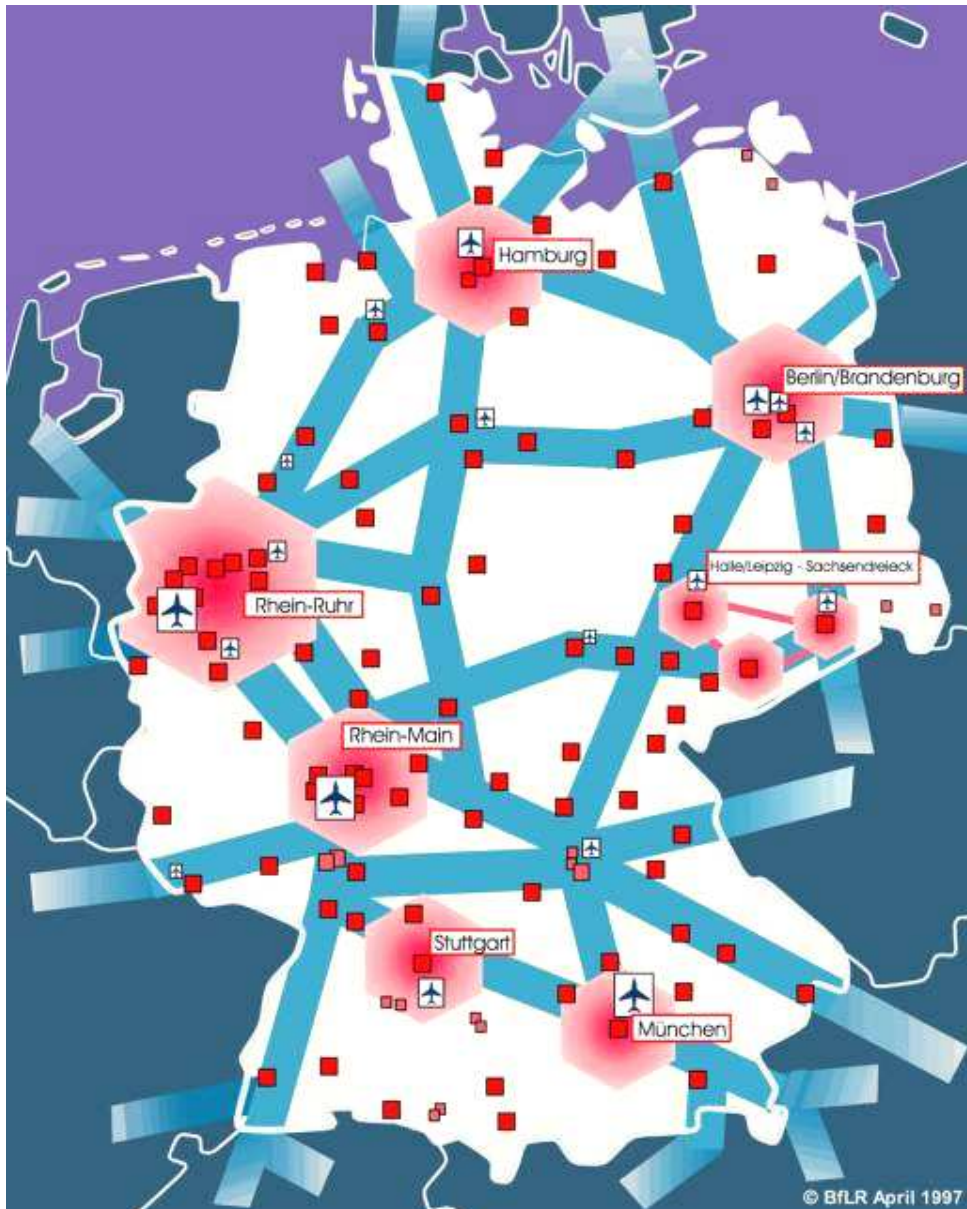 Hamburg
Berlin/Brandenburg
Halle/Leipzig - Sachsendreieck
Rhein-Ruhr
Rhein-Main
Stuttgart
München
© BfLR April 1997